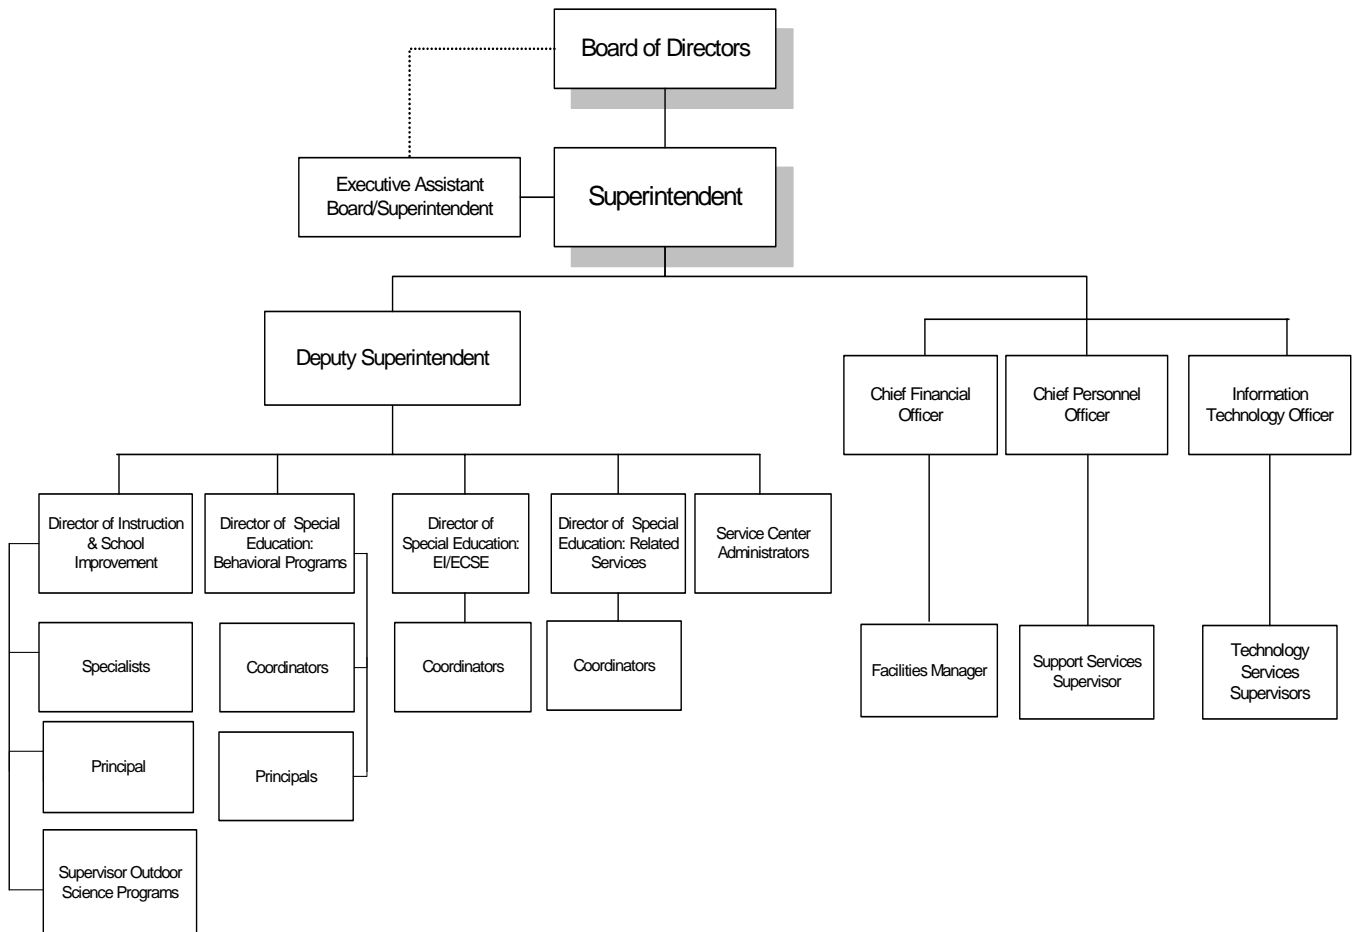 Board of Directors
Executive Assistant
Board/Superintendent
Superintendent
Deputy Superintendent
Chief Financial
Officer
Chief Personnel
Officer
Information
Technology Officer
Director of Instruction
& School
Improvement
Director of Special
Education:
Behavioral Programs
Director of
Special Education:
EI/ECSE
Director of Special
Education: Related
Services
Service Center
Administrators
Specialists
Coordinators
Coordinators
Coordinators
Facilities Manager
Support Services
Supervisor
Technology
Services
Supervisors
Principal
Principals
Supervisor Outdoor
Science Programs